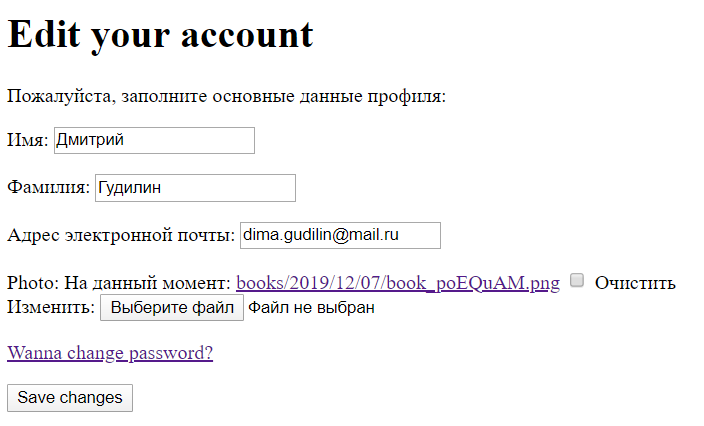 Edit your account
Пожалуйста, заполните основные данные профиля:
Имя: Дмитрий
Фамилия: Гудилин
Адрес электронной почты: dima.gudilin@mail.ru
Photo: На данный момент: books/2019/12/07/book_poEQuAM.png Очистить
Изменить: Выберите файл Файл не выбран
Wanna change password?
Save changes